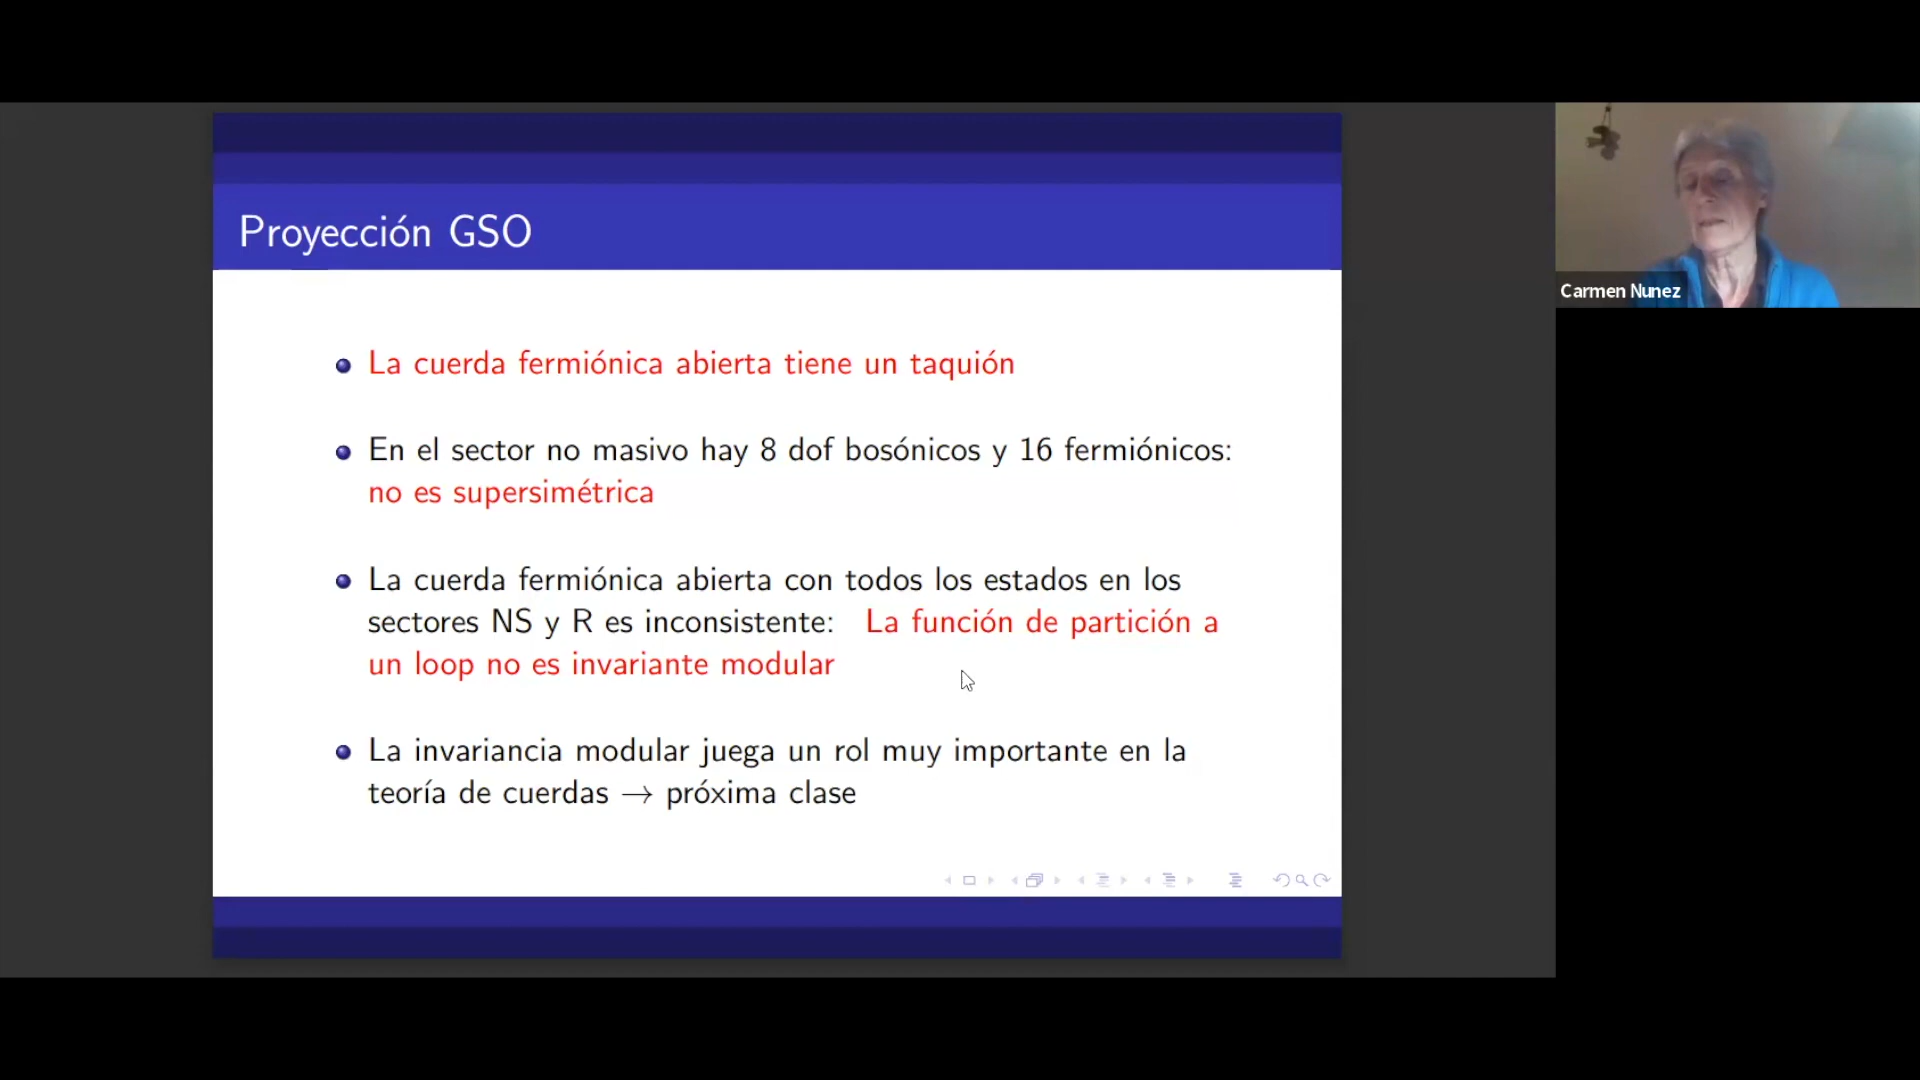 Proyección GSO
La cuerda fermiónica abierta tiene un taquión
En el sector no masivo hay 8 dof bosónicos y 16 fermiónicos:
no es supersimétrica
La cuerda fermiónica abierta con todos los estados en los
sectores NS y R es inconsistente: La función de partición a
un loop no es invariante modular
La invariancia modular juega un rol muy importante en la
teoría de cuerdas → próxima clase
Carmen Nunez